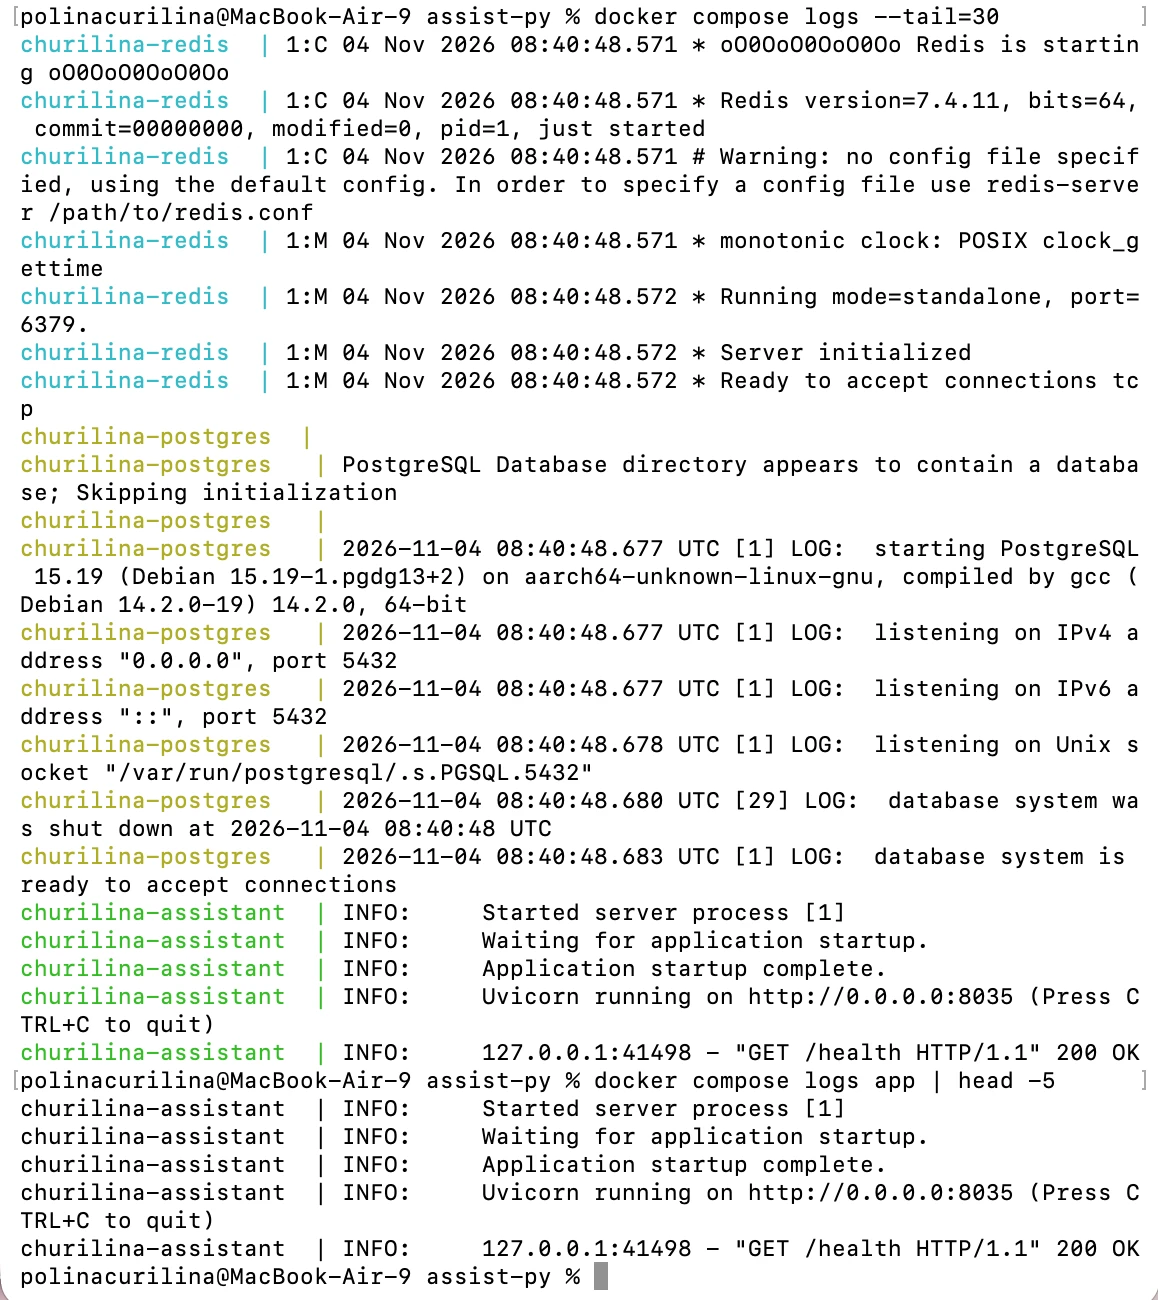 [polinacurilina@MacBook-Air-9 assist-py % docker compose logs --tail=30 ]
churilina-redis  | 1:C 04 Nov 2026 08:40:48.571 * oO0OoO0OoO0Oo Redis is startin
g oO0OoO0OoO0Oo
churilina-redis  | 1:C 04 Nov 2026 08:40:48.571 * Redis version=7.4.11, bits=64,
 commit=00000000, modified=0, pid=1, just started
churilina-redis  | 1:C 04 Nov 2026 08:40:48.571 # Warning: no config file specif
ied, using the default config. In order to specify a config file use redis-serve
r /path/to/redis.conf
churilina-redis  | 1:M 04 Nov 2026 08:40:48.571 * monotonic clock: POSIX clock_g
ettime
churilina-redis  | 1:M 04 Nov 2026 08:40:48.572 * Running mode=standalone, port=
6379.
churilina-redis  | 1:M 04 Nov 2026 08:40:48.572 * Server initialized
churilina-redis  | 1:M 04 Nov 2026 08:40:48.572 * Ready to accept connections tc
p
churilina-postgres  |
churilina-postgres   | PostgreSQL Database directory appears to contain a databa
se; Skipping initialization
churilina-postgres   |
churilina-postgres   | 2026-11-04 08:40:48.677 UTC [1] LOG:  starting PostgreSQL
 15.19 (Debian 15.19-1.pgdg13+2) on aarch64-unknown-linux-gnu, compiled by gcc (
Debian 14.2.0-19) 14.2.0, 64-bit
churilina-postgres   | 2026-11-04 08:40:48.677 UTC [1] LOG:  listening on IPv4 a
ddress "0.0.0.0", port 5432
churilina-postgres   | 2026-11-04 08:40:48.677 UTC [1] LOG:  listening on IPv6 a
ddress "::", port 5432
churilina-postgres   | 2026-11-04 08:40:48.678 UTC [1] LOG:  listening on Unix s
ocket "/var/run/postgresql/.s.PGSQL.5432"
churilina-postgres   | 2026-11-04 08:40:48.680 UTC [29] LOG:  database system wa
s shut down at 2026-11-04 08:40:48 UTC
churilina-postgres   | 2026-11-04 08:40:48.683 UTC [1] LOG:  database system is
ready to accept connections
churilina-assistant  | INFO:     Started server process [1]
churilina-assistant  | INFO:     Waiting for application startup.
churilina-assistant  | INFO:     Application startup complete.
churilina-assistant  | INFO:     Uvicorn running on http://0.0.0.0:8035 (Press C
TRL+C to quit)
churilina-assistant  | INFO:     127.0.0.1:41498 - "GET /health HTTP/1.1" 200 OK
[polinacurilina@MacBook-Air-9 assist-py % docker compose logs app | head -5 ]
churilina-assistant  | INFO:     Started server process [1]
churilina-assistant  | INFO:     Waiting for application startup.
churilina-assistant  | INFO:     Application startup complete.
churilina-assistant  | INFO:     Uvicorn running on http://0.0.0.0:8035 (Press C
TRL+C to quit)
churilina-assistant  | INFO:     127.0.0.1:41498 - "GET /health HTTP/1.1" 200 OK
polinacurilina@MacBook-Air-9 assist-py %